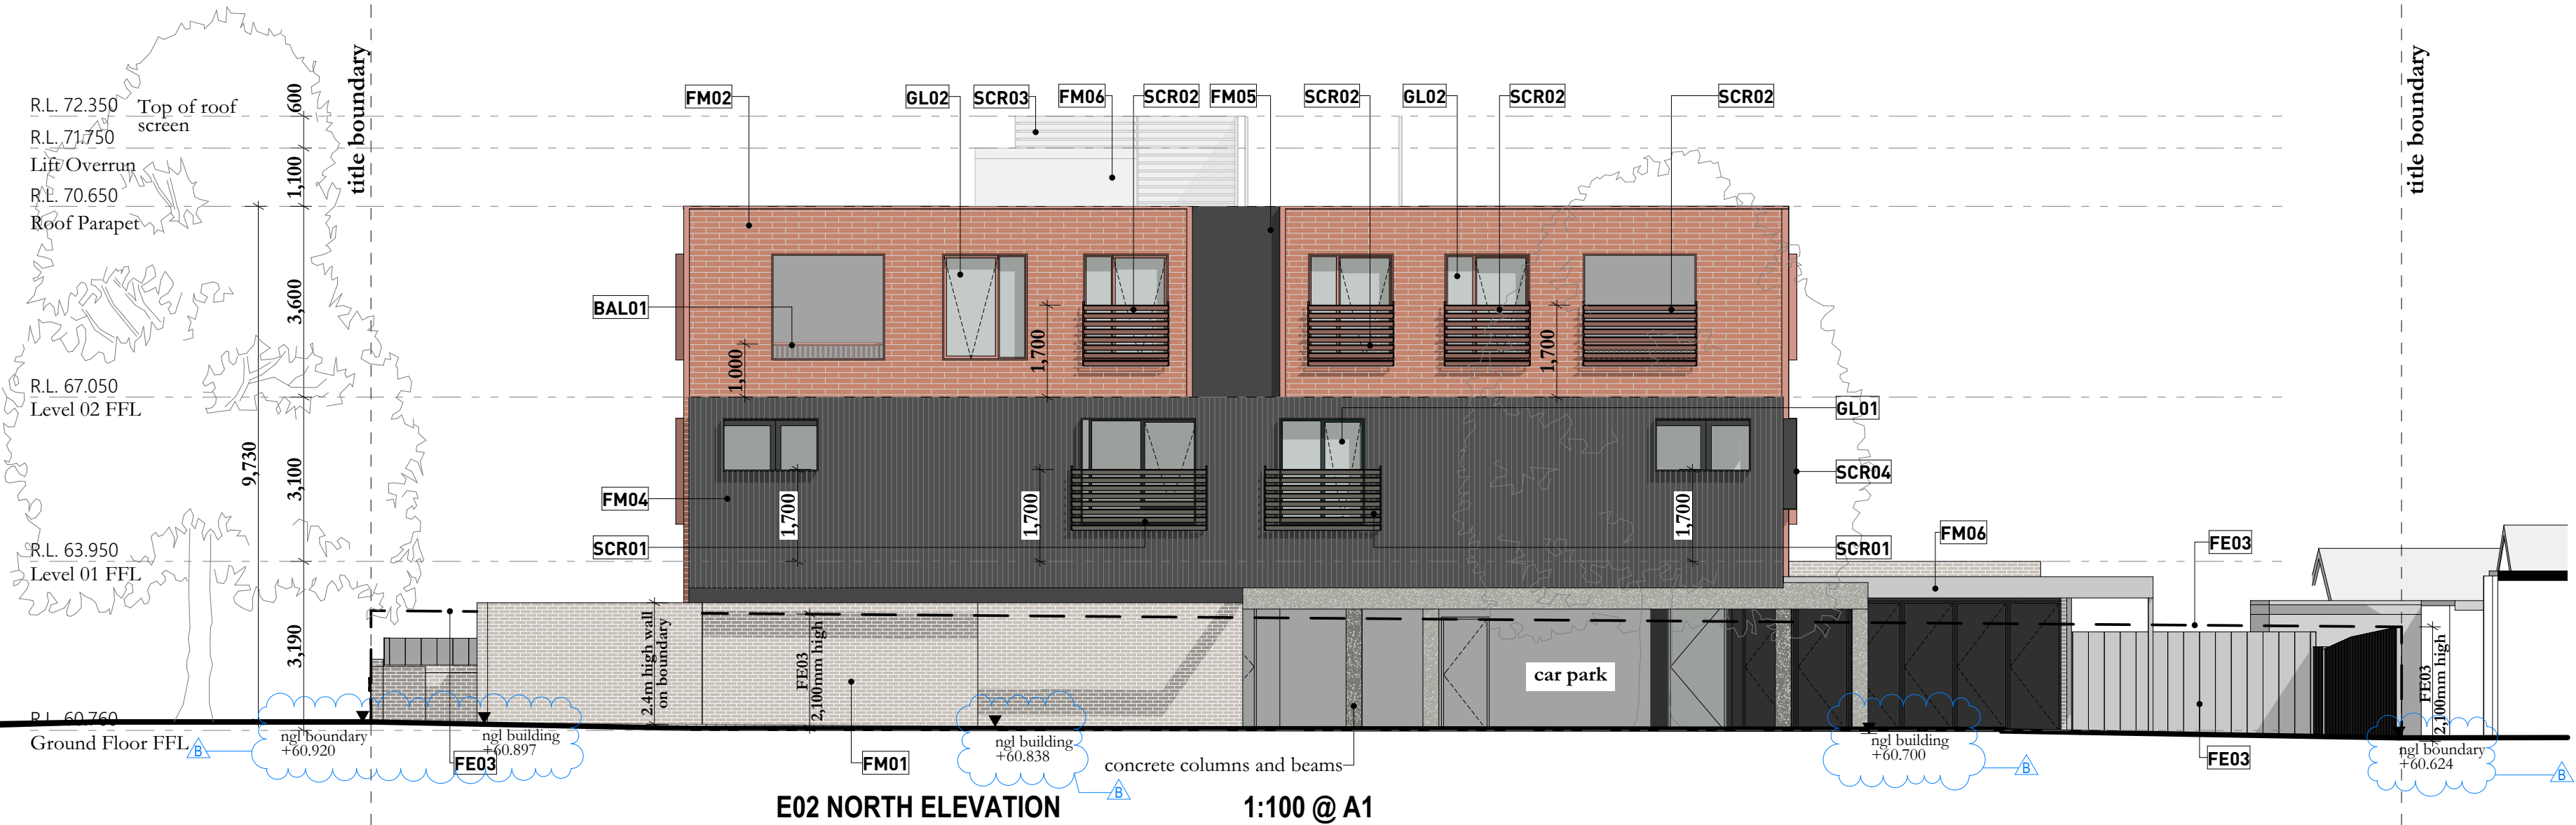 R.L. 72.350 Top of roof
screen
R.L. 71.750
Lift Overrun
R.L. 70.650
Roof Parapet
R.L. 67.050
Level 02 FFL
R.L. 63.950
Level 01 FFL
R.L. 60.760
Ground Floor FFL
600
1,100
3,600
3,100
3,190
9,730
title boundary
title boundary
FM02
GL02
SCR03
FM06
SCR02
FM05
SCR02
GL02
SCR02
SCR02
BAL01
1,000
1,700
1,700
GL01
SCR04
FM04
1,700
1,700
1,700
SCR01
SCR01
FM06
FE03
2.4m high wall
on boundary
FE03
2,100mm high
car park
FE03
2,100mm high
B
ngl boundary
+60.920
ngl building
+60.897
FE03
FM01
ngl building
+60.838
B
concrete columns and beams
ngl building
+60.700
B
FE03
ngl boundary
+60.624
B
E02 NORTH ELEVATION 1:100 @ A1